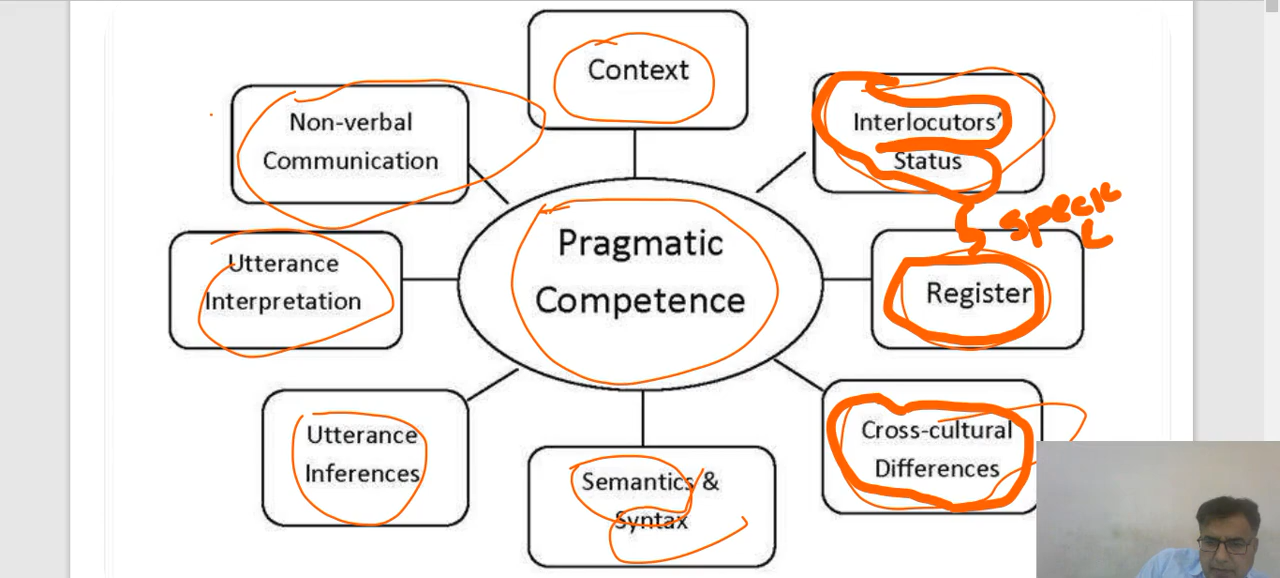 Context
Non-verbal
Communication
Interlocutors'
Status
Pragmatic
Competence
Utterance
Interpretation
Register
Utterance
Inferences
Semantics &
Syntax
Cross-cultural
Differences